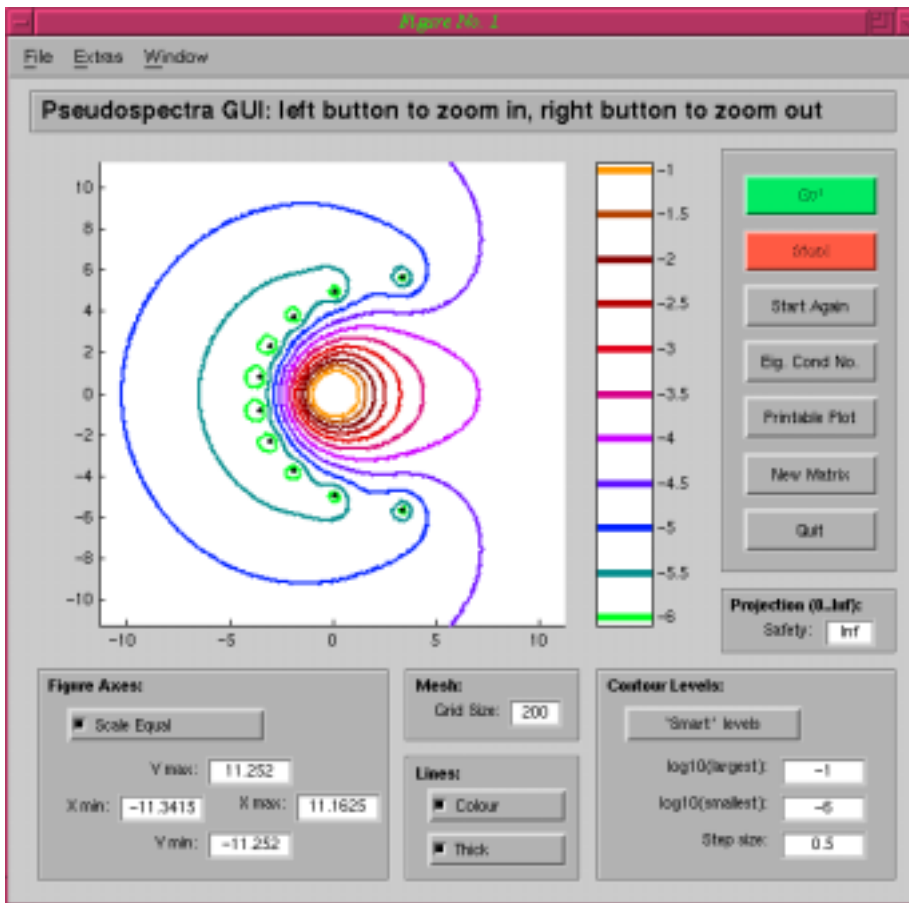 Figure No. 1
File Extras Window
Pseudospectra GUI: left button to zoom in, right button to zoom out
10
8
6
4
2
0
-2
-4
-6
-8
-10
-10 -5 0 5 10
-1
-1.5
-2
-2.5
-3
-3.5
-4
-4.5
-5
-5.5
-6
Go!
Stop!
Start Again
Eig. Cond No.
Printable Plot
New Matrix
Quit
Projection (0..Inf):
Safety: Inf
Figure Axes:
Scale Equal
Y max: 11.252
X min: -11.3413 X max: 11.1625
Y min: -11.252
Mesh:
Grid Size: 200
Lines:
Colour
Thick
Contour Levels:
"Smart" levels
log10(largest): -1
log10(smallest): -6
Step size: 0.5